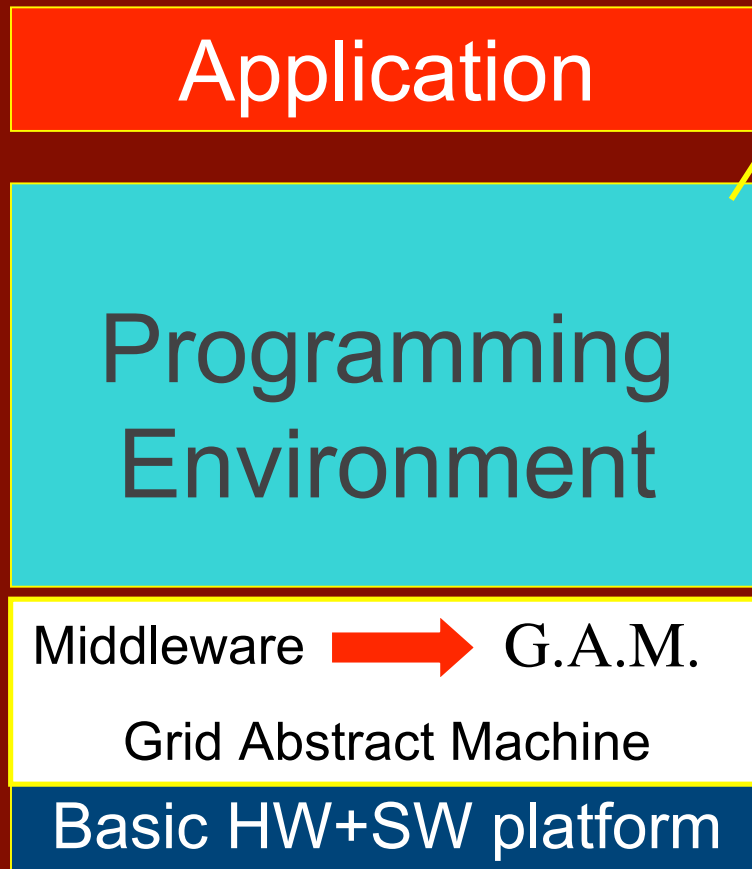 Application
Programming
Environment
Middleware G.A.M.
Grid Abstract Machine
Basic HW+SW platform